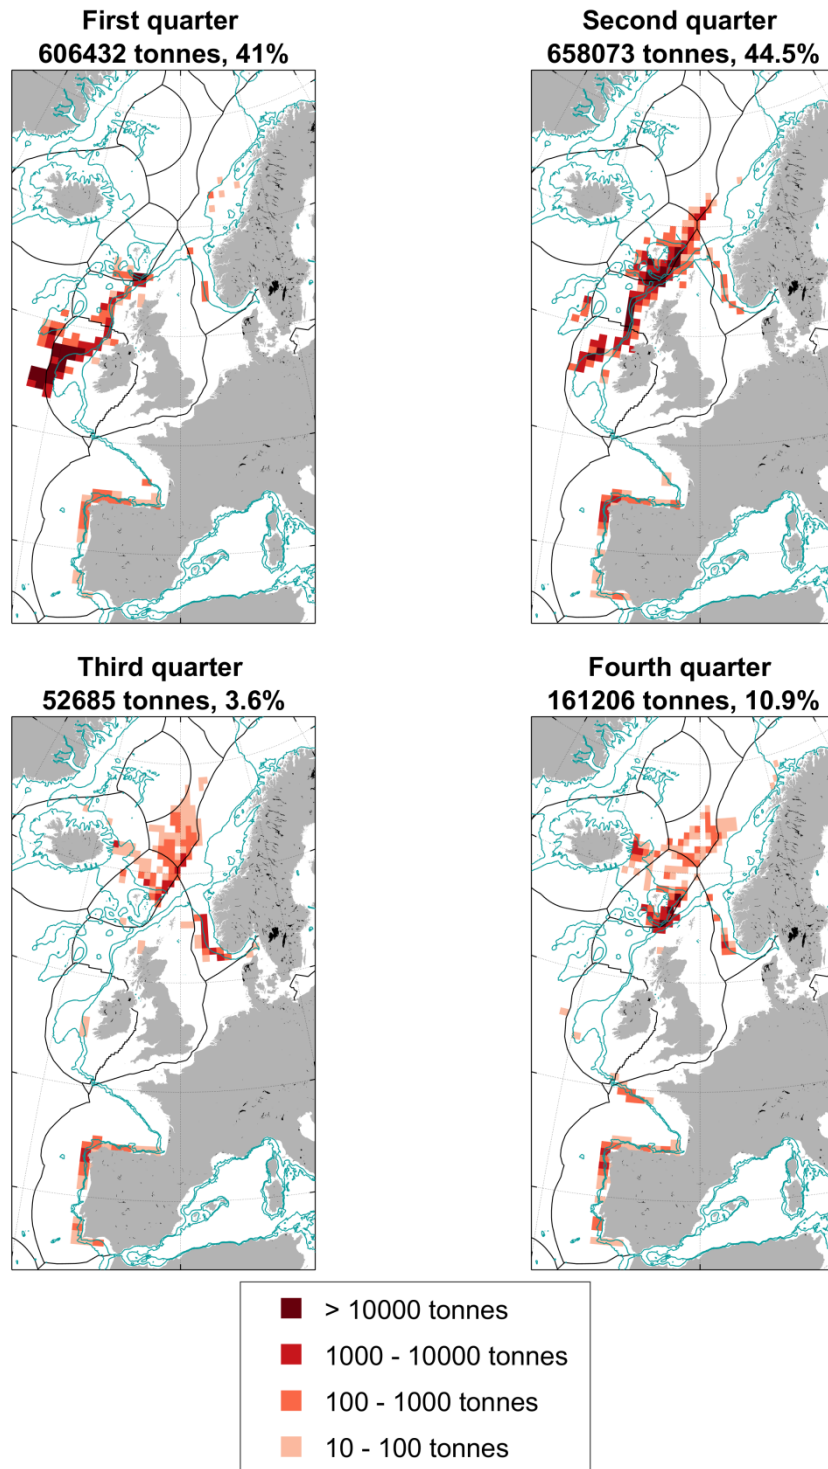 First quarter
606432 tonnes, 41%
Second quarter
658073 tonnes, 44.5%
Third quarter
52685 tonnes, 3.6%
Fourth quarter
161206 tonnes, 10.9%
> 10000 tonnes
1000 - 10000 tonnes
100 - 1000 tonnes
10 - 100 tonnes